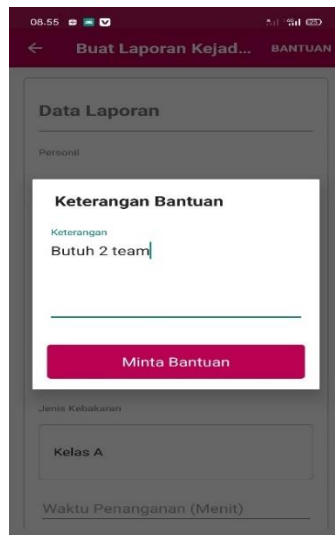 08.55
Buat Laporan Kejad... BANTUAN
Data Laporan
Personil
Keterangan Bantuan
Keterangan
Butuh 2 team
Minta Bantuan
Jenis Kebakaran
Kelas A
Waktu Penanganan (Menit)